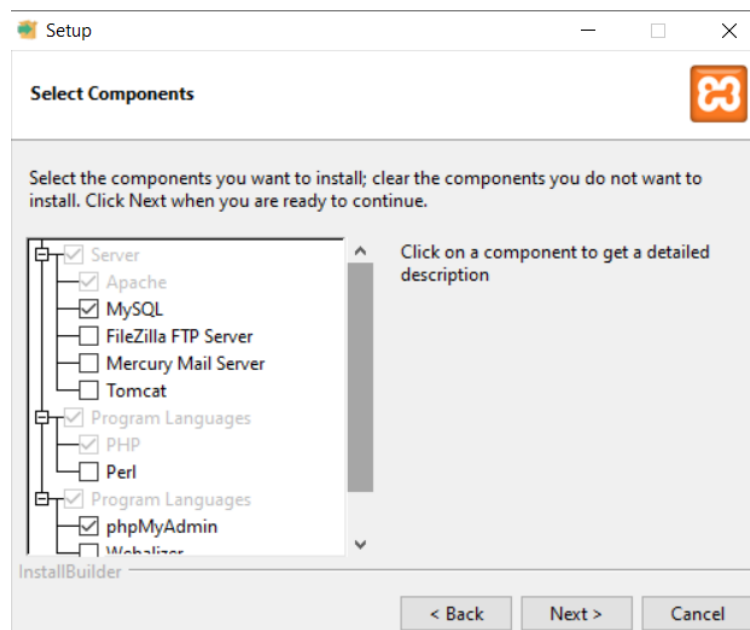 Setup
Select Components
Select the components you want to install; clear the components you do not want to
install. Click Next when you are ready to continue.
Server
Apache
MySQL
FileZilla FTP Server
Mercury Mail Server
Tomcat
Program Languages
PHP
Perl
Program Languages
phpMyAdmin
Webalizer
Click on a component to get a detailed
description
InstallBuilder
< Back
Next >
Cancel